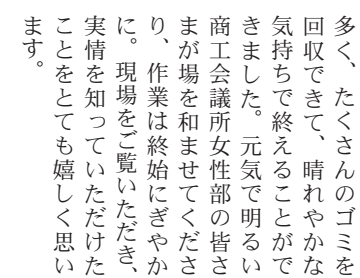 多く、たくさんのゴミを
回収できて、晴れやかな
気持ちで終えることがで
きました。元気で明るい
商工会議所女性部の皆さ
まが場を和ませてくださ
り、作業は終始にぎやか
に。現場をご覧いただき、
実情を知っていただけた
ことをとても嬉しく思い
ます。